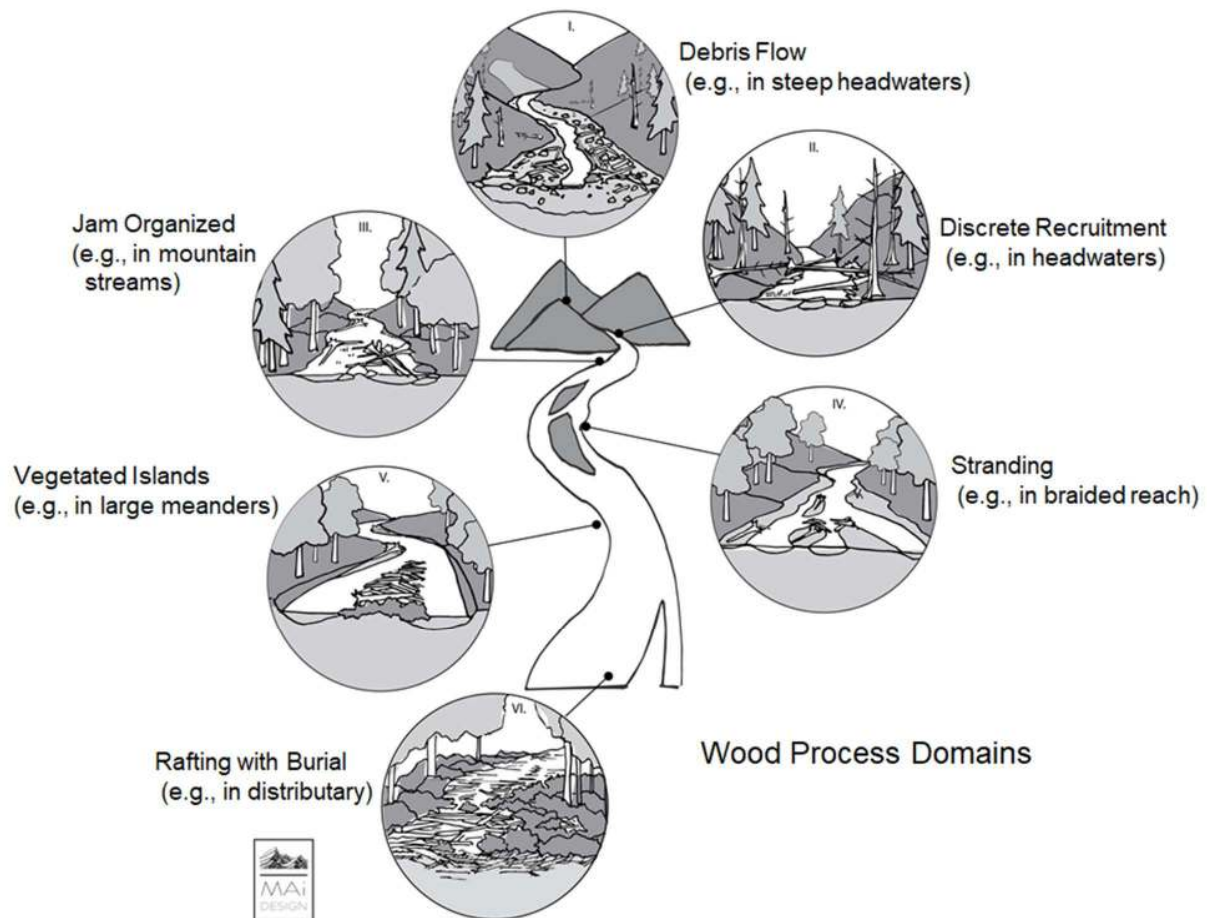 I.
Debris Flow
(e.g., in steep headwaters)
II.
Discrete Recruitment
(e.g., in headwaters)
III.
Jam Organized
(e.g., in mountain
streams)
IV.
Stranding
(e.g., in braided reach)
V.
Vegetated Islands
(e.g., in large meanders)
VI.
Rafting with Burial
(e.g., in distributary)
Wood Process Domains
MAi
DESIGN